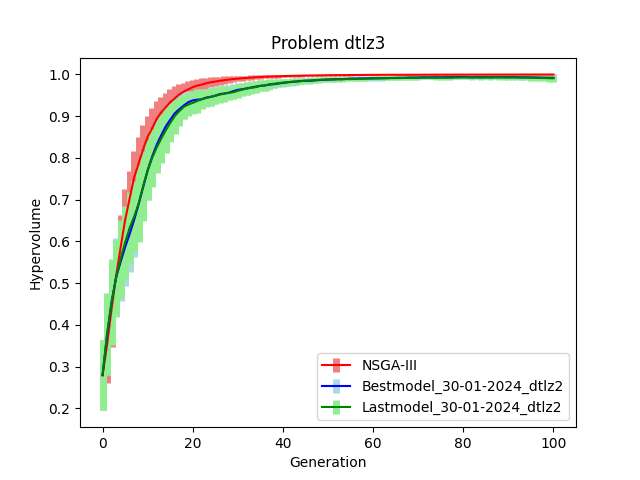 Problem dtlz3
1.0
0.9
0.8
0.7
0.6
0.5
0.4
0.3
0.2
Hypervolume
NSGA-III
Bestmodel_30-01-2024_dtlz2
Lastmodel_30-01-2024_dtlz2
0 20 40 60 80 100
Generation